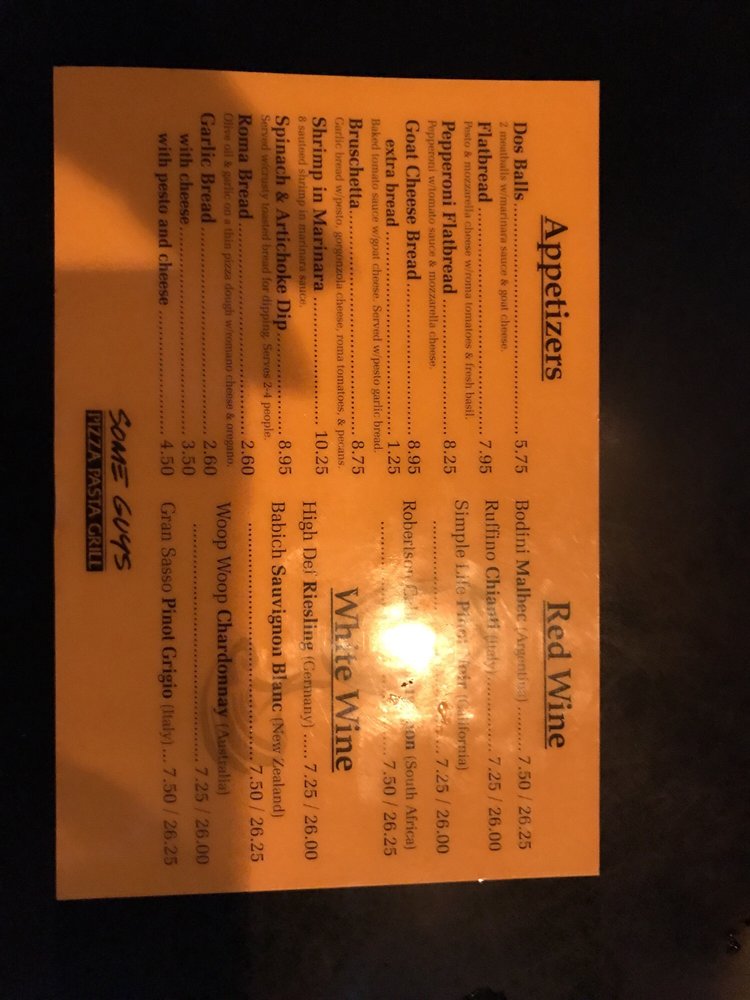 Appetizers
Dos Balls ........ 5.75
2 meatballs w/marinara sauce & goat cheese.
Flatbread ........ 7.95
Pesto & mozzarella cheese w/roma tomatoes & fresh basil.
Pepperoni Flatbread ........ 8.25
Pepperoni w/tomato sauce & mozzarella cheese.
Goat Cheese Bread ........ 8.95
extra bread ........ 1.25
Baked tomato sauce w/goat cheese. Served w/pesto garlic bread.
Bruschetta ........ 8.75
Garlic bread w/pesto, gorgonzola cheese, roma tomatoes, & pecans.
Shrimp in Marinara ........ 10.25
8 sauteed shrimp in marinara sauce.
Spinach & Artichoke Dip ........ 8.95
Served w/crusty toasted bread for dipping. Serves 2-4 people.
Roma Bread ........ 2.60
Olive oil & garlic on a thin pizza dough w/romano cheese & oregano.
Garlic Bread ........ 2.60
with cheese ........ 3.50
with pesto and cheese ........ 4.50
Red Wine
Bodini Malbec (Argentina) ........ 7.50 / 26.25
Ruffino Chianti (Italy) ........ 7.25 / 26.00
Simple Life Pinot Noir (California)
........ 7.25 / 26.00
Robertson (South Africa)
........ 7.50 / 26.25
White Wine
High Def Riesling (Germany) ..... 7.25 / 26.00
Babich Sauvignon Blanc (New Zealand)
........ 7.50 / 26.25
Woop Woop Chardonnay (Australia)
........ 7.25 / 26.00
Gran Sasso Pinot Grigio (Italy) ... 7.50 / 26.25
SOME GUYS
PIZZA PASTA GRILL